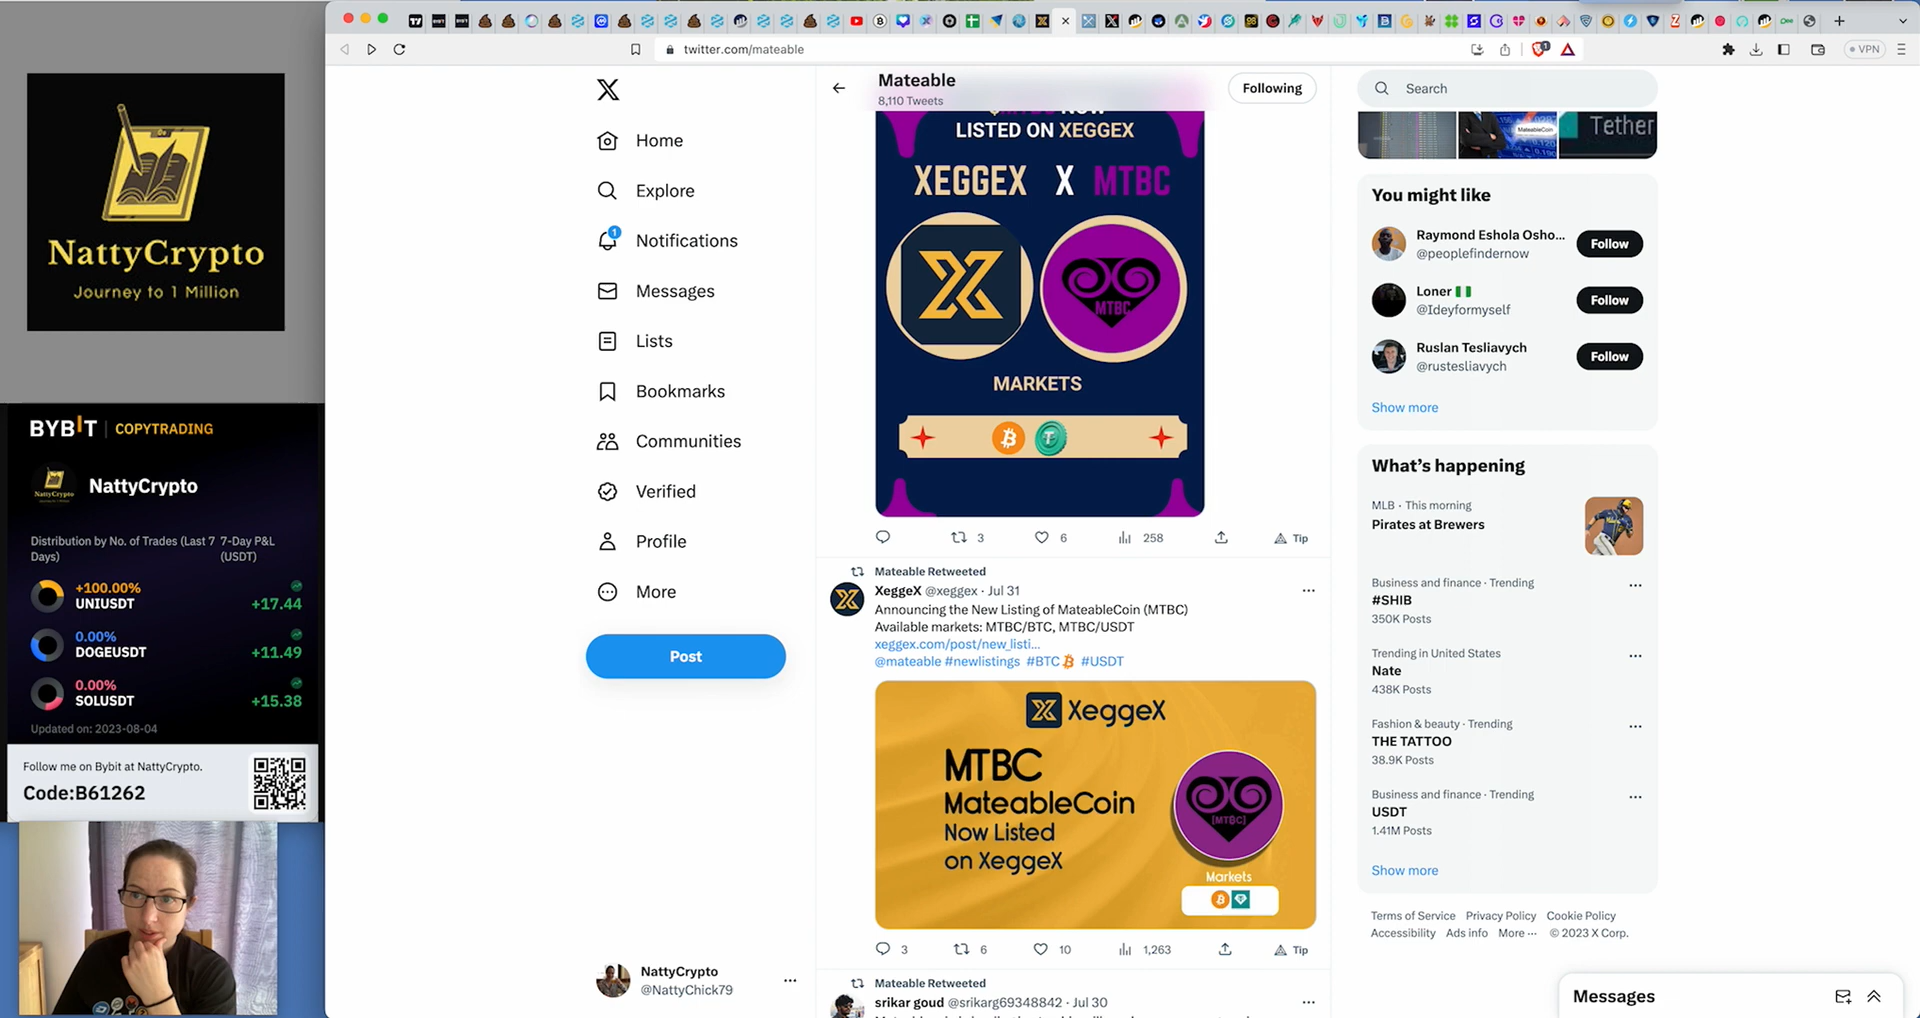 NattyCrypto
Journey to 1 Million
BYBIT | COPYTRADING
NattyCrypto
NattyCrypto
Distribution by No. of Trades (Last 7 Days)
7-Day P&L (USDT)
+100.00%
UNIUSDT
+17.44
0.00%
DOGEUSDT
+11.49
0.00%
SOLUSDT
+15.38
Updated on: 2023-08-04
Follow me on Bybit at NattyCrypto.
Code:B61262
twitter.com/mateable
1
VPN
Home
Explore
1
Notifications
Messages
Lists
Bookmarks
Communities
Verified
Profile
More
Post
NattyCrypto
@NattyChick79
Mateable
8,110 Tweets
Following
LISTED ON XEGGEX
XEGGEX X MTBC
MTBC
MARKETS
3
6
258
Tip
Mateable Retweeted
XeggeX @xeggex · Jul 31
Announcing the New Listing of MateableCoin (MTBC)
Available markets: MTBC/BTC, MTBC/USDT
xeggex.com/post/new_listi...
@mateable #newlistings #BTC #USDT
XeggeX
MTBC
MateableCoin
Now Listed
on XeggeX
[MTBC]
Markets
3
6
10
1,263
Tip
Mateable Retweeted
srikar goud @srikarg69348842 · Jul 30
Search
MateableCoin
Tether
You might like
Raymond Eshola Osho...
@peoplefindernow
Follow
Loner
@Ideyformyself
Follow
Ruslan Tesliavych
@rustesliavych
Follow
Show more
What's happening
MLB · This morning
Pirates at Brewers
Business and finance · Trending
#SHIB
350K Posts
Trending in United States
Nate
438K Posts
Fashion & beauty · Trending
THE TATTOO
38.9K Posts
Business and finance · Trending
USDT
1.41M Posts
Show more
Terms of Service Privacy Policy Cookie Policy
Accessibility Ads info More ··· © 2023 X Corp.
Messages